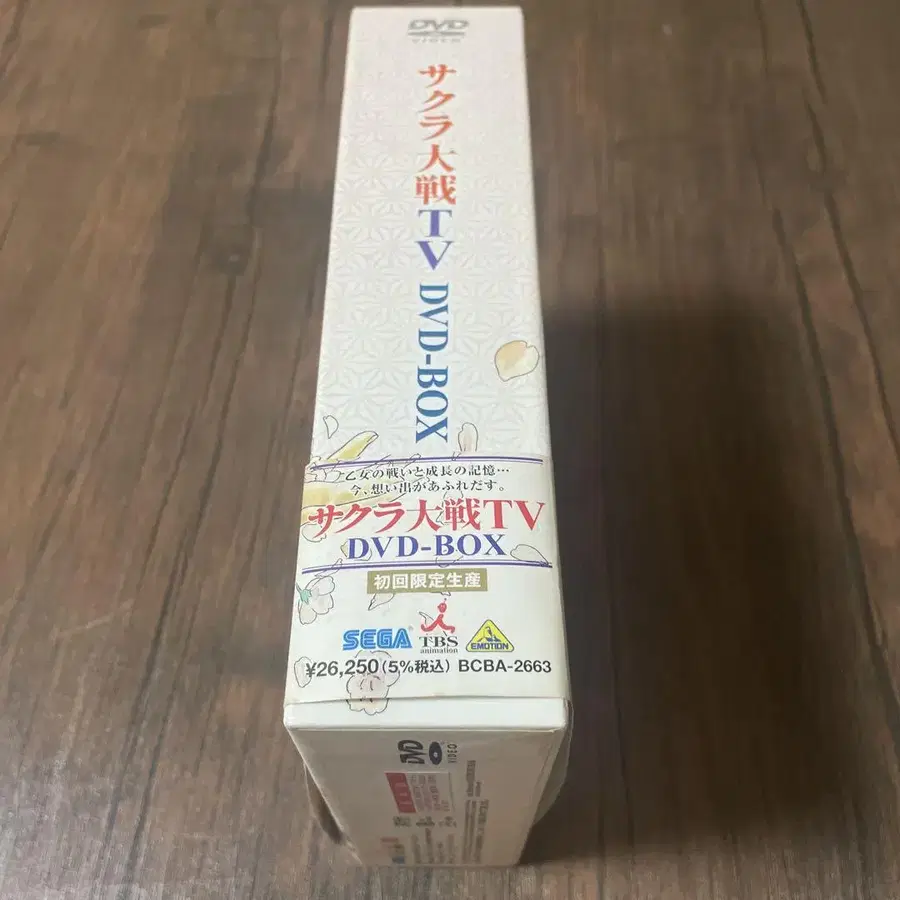 DVD
VIDEO
サクラ大戦TV DVD-BOX
乙女の戦いと成長の記憶…
今、想い出があふれだす。
サクラ大戦TV
DVD-BOX
初回限定生産
SEGA
TBS
animation
EMOTION
¥26,250(5%税込) BCBA-2663
DVD
VIDEO